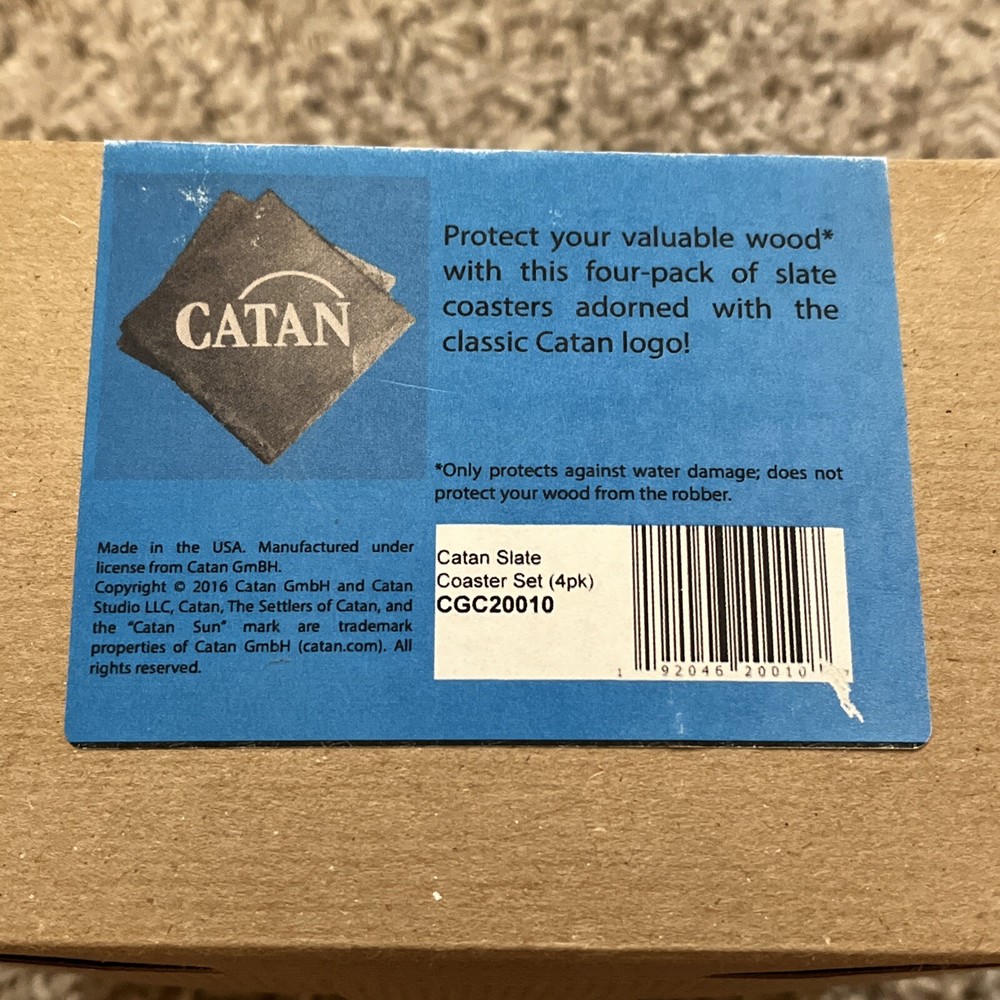 CATAN
Protect your valuable wood*
with this four-pack of slate
coasters adorned with the
classic Catan logo!
*Only protects against water damage; does not
protect your wood from the robber.
Made in the USA. Manufactured under
license from Catan GmBH.
Copyright © 2016 Catan GmbH and Catan
Studio LLC, Catan, The Settlers of Catan, and
the "Catan Sun" mark are trademark
properties of Catan GmbH (catan.com). All
rights reserved.
Catan Slate
Coaster Set (4pk)
CGC20010
1 92046 20010 7